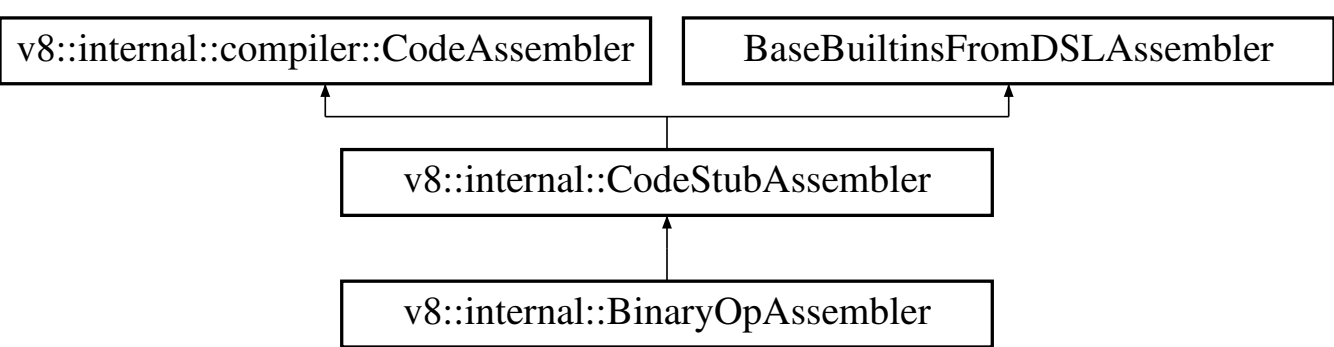 v8::internal::compiler::CodeAssembler
BaseBuiltinsFromDSLAssembler
v8::internal::CodeStubAssembler
v8::internal::BinaryOpAssembler